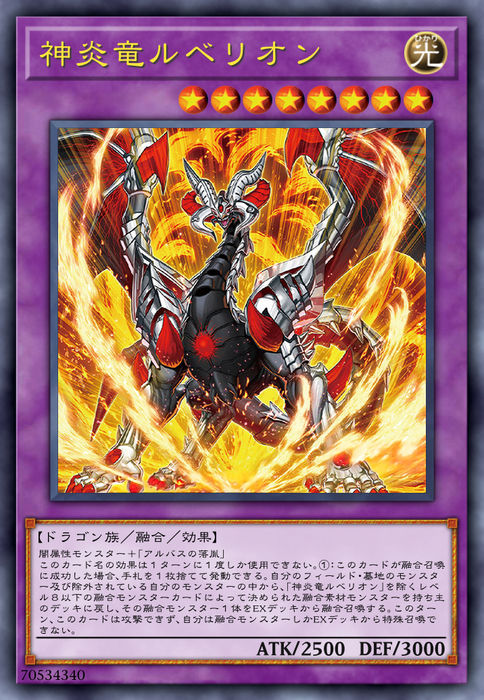 神炎竜ルベリオン
ひかり
光
【ドラゴン族／融合／効果】
闇属性モンスター＋「アルバスの落胤」
このカード名の効果は１ターンに１度しか使用できない。①：このカードが融合召喚
に成功した場合、手札を１枚捨てて発動できる。自分のフィールド・墓地のモンスタ
ー及び除外されている自分のモンスターの中から、「神炎竜ルベリオン」を除くレベ
ル８以下の融合モンスターカードによって決められた融合素材モンスターを持ち主
のデッキに戻し、その融合モンスター１体をEXデッキから融合召喚する。このター
ン、このカードは攻撃できず、自分は融合モンスターしかEXデッキから特殊召喚で
きない。
ATK/2500 DEF/3000
70534340